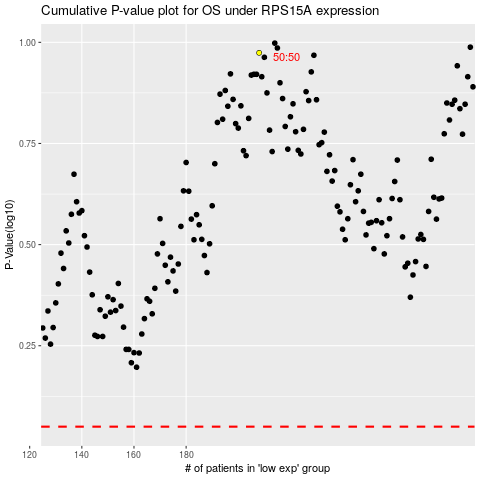 Cumulative P-value plot for OS under RPS15A expression
P-Value(log10)
1.00
0.75
0.50
0.25
50:50
120 140 160 180
# of patients in 'low exp' group